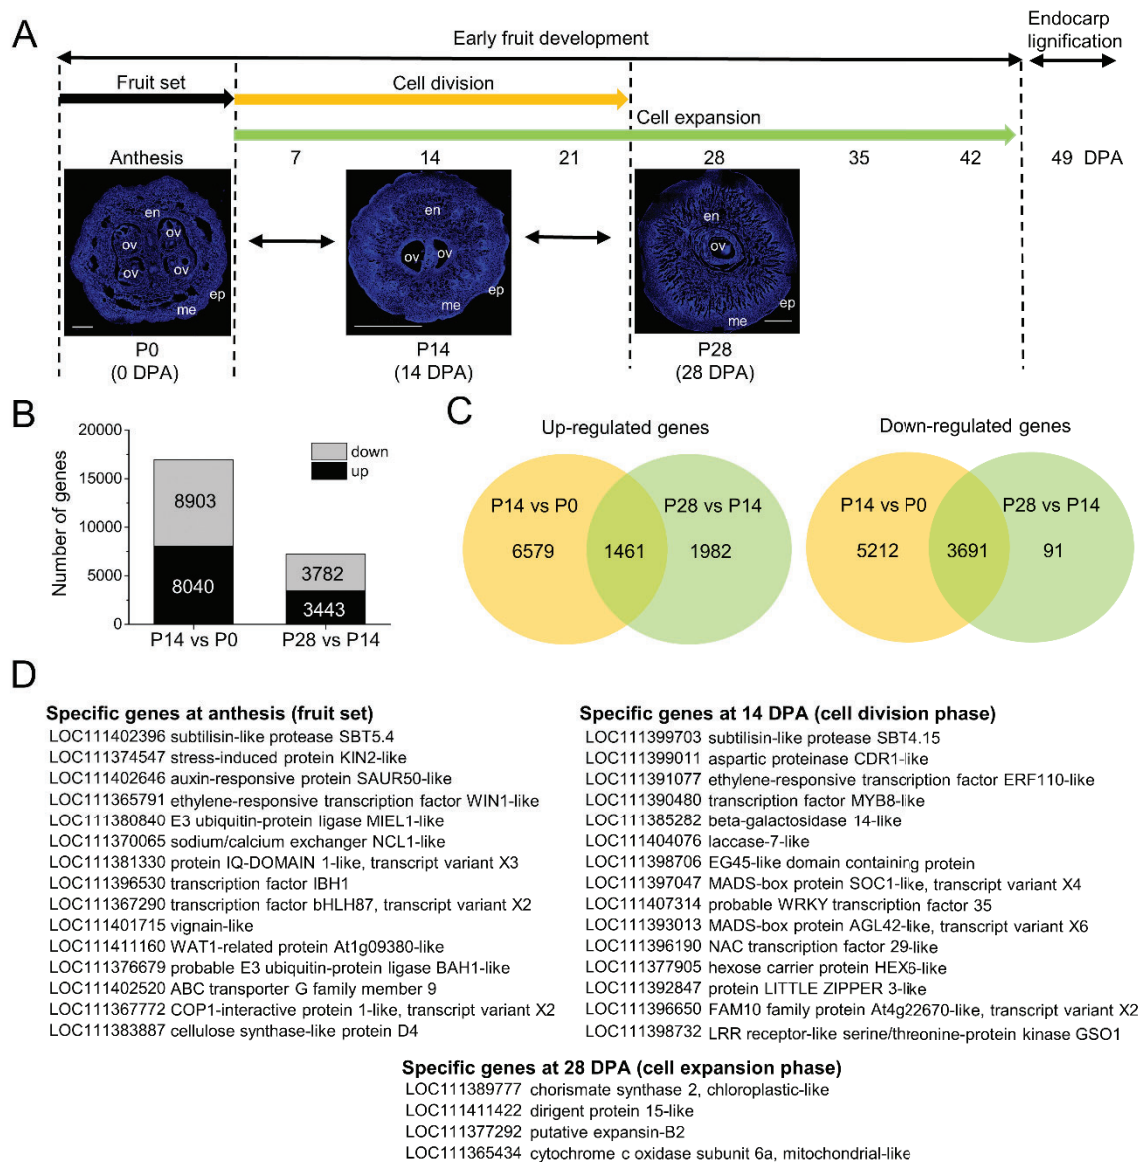 A
Early fruit development
Endocarp
lignification
Fruit set
Cell division
Cell expansion
Anthesis
7
14
21
28
35
42
49 DPA
en
ov
ov
ov
ov
me
ep
en
ov
ov
me
ep
en
ov
me
ep
P0
(0 DPA)
P14
(14 DPA)
P28
(28 DPA)
B
Number of genes
20000
15000
10000
5000
0
down
up
8903
8040
3782
3443
P14 vs P0
P28 vs P14
C
Up-regulated genes
P14 vs P0
P28 vs P14
6579
1461
1982
Down-regulated genes
P14 vs P0
P28 vs P14
5212
3691
91
D
Specific genes at anthesis (fruit set)
LOC111402396 subtilisin-like protease SBT5.4
LOC111374547 stress-induced protein KIN2-like
LOC111402646 auxin-responsive protein SAUR50-like
LOC111365791 ethylene-responsive transcription factor WIN1-like
LOC111380840 E3 ubiquitin-protein ligase MIEL1-like
LOC111370065 sodium/calcium exchanger NCL1-like
LOC111381330 protein IQ-DOMAIN 1-like, transcript variant X3
LOC111396530 transcription factor IBH1
LOC111367290 transcription factor bHLH87, transcript variant X2
LOC111401715 vignain-like
LOC111411160 WAT1-related protein At1g09380-like
LOC111376679 probable E3 ubiquitin-protein ligase BAH1-like
LOC111402520 ABC transporter G family member 9
LOC111367772 COP1-interactive protein 1-like, transcript variant X2
LOC111383887 cellulose synthase-like protein D4
Specific genes at 14 DPA (cell division phase)
LOC111399703 subtilisin-like protease SBT4.15
LOC111399011 aspartic proteinase CDR1-like
LOC111391077 ethylene-responsive transcription factor ERF110-like
LOC111390480 transcription factor MYB8-like
LOC111385282 beta-galactosidase 14-like
LOC111404076 laccase-7-like
LOC111398706 EG45-like domain containing protein
LOC111397047 MADS-box protein SOC1-like, transcript variant X4
LOC111407314 probable WRKY transcription factor 35
LOC111393013 MADS-box protein AGL42-like, transcript variant X6
LOC111396190 NAC transcription factor 29-like
LOC111377905 hexose carrier protein HEX6-like
LOC111392847 protein LITTLE ZIPPER 3-like
LOC111396650 FAM10 family protein At4g22670-like, transcript variant X2
LOC111398732 LRR receptor-like serine/threonine-protein kinase GSO1
Specific genes at 28 DPA (cell expansion phase)
LOC111389777 chorismate synthase 2, chloroplastic-like
LOC111411422 dirigent protein 15-like
LOC111377292 putative expansin-B2
LOC111365434 cytochrome c oxidase subunit 6a, mitochondrial-like